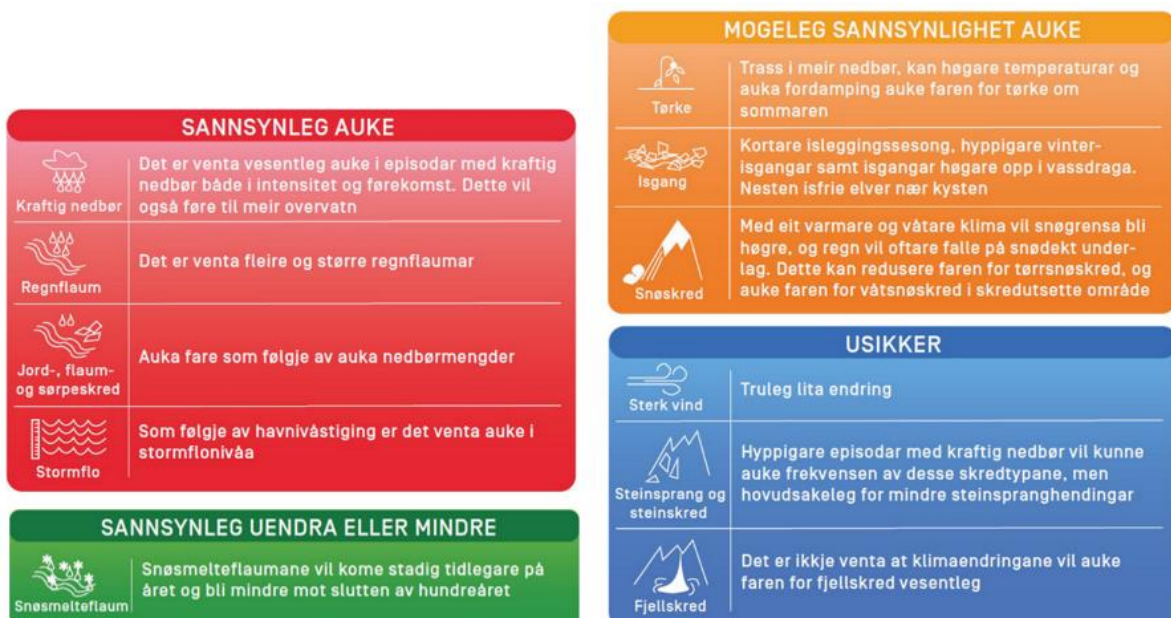 SANNSYNLEG AUKE
Kraftig nedbør
Det er venta vesentleg auke i episodar med kraftig
nedbør både i intensitet og førekomst. Dette vil
også føre til meir overvatn
Regnflaum
Det er venta fleire og større regnflaumar
Jord-, flaum-
og sørpeskred
Auka fare som følgje av auka nedbørmengder
Stormflo
Som følgje av havnivåstiging er det venta auke i
stormflonivåa
SANNSYNLEG UENDRA ELLER MINDRE
Snøsmelteflaum
Snøsmelteflaumane vil kome stadig tidlegare på
året og bli mindre mot slutten av hundreåret
MOGELEG SANNSYNLIGHET AUKE
Tørke
Trass i meir nedbør, kan høgare temperaturar og
auka fordamping auke faren for tørke om
sommaren
Isgang
Kortare isleggingssesong, hyppigare vinter-
isgangar samt isgangar høgare opp i vassdraga.
Nesten isfrie elver nær kysten
Snøskred
Med eit varmare og våtare klima vil snøgrensa bli
høgre, og regn vil oftare falle på snødekt under-
lag. Dette kan redusere faren for tørrsnøskred, og
auke faren for våtsnøskred i skredutsette område
USIKKER
Sterk vind
Truleg lita endring
Steinsprang og
steinskred
Hyppigare episodar med kraftig nedbør vil kunne
auke frekvensen av desse skredtypane, men
hovudsakeleg for mindre steinspranghendingar
Fjellskred
Det er ikkje venta at klimaendringane vil auke
faren for fjellskred vesentleg